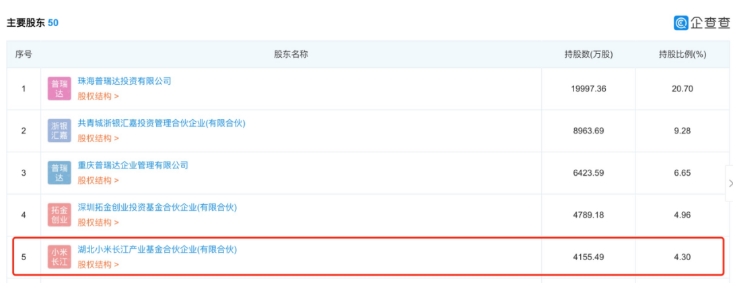 主要股东 50
企查查
序号 股东名称 持股数(万股) 持股比例(%)
1 普瑞达 珠海普瑞达投资有限公司 19997.36 20.70
股权结构 >
2 浙银汇嘉 共青城浙银汇嘉投资管理合伙企业(有限合伙) 8963.69 9.28
股权结构 >
3 普瑞达 重庆普瑞达企业管理有限公司 6423.59 6.65
股权结构 >
4 拓金创业 深圳拓金创业投资基金合伙企业(有限合伙) 4789.18 4.96
股权结构 >
5 小米长江 湖北小米长江产业基金合伙企业(有限合伙) 4155.49 4.30
股权结构 >